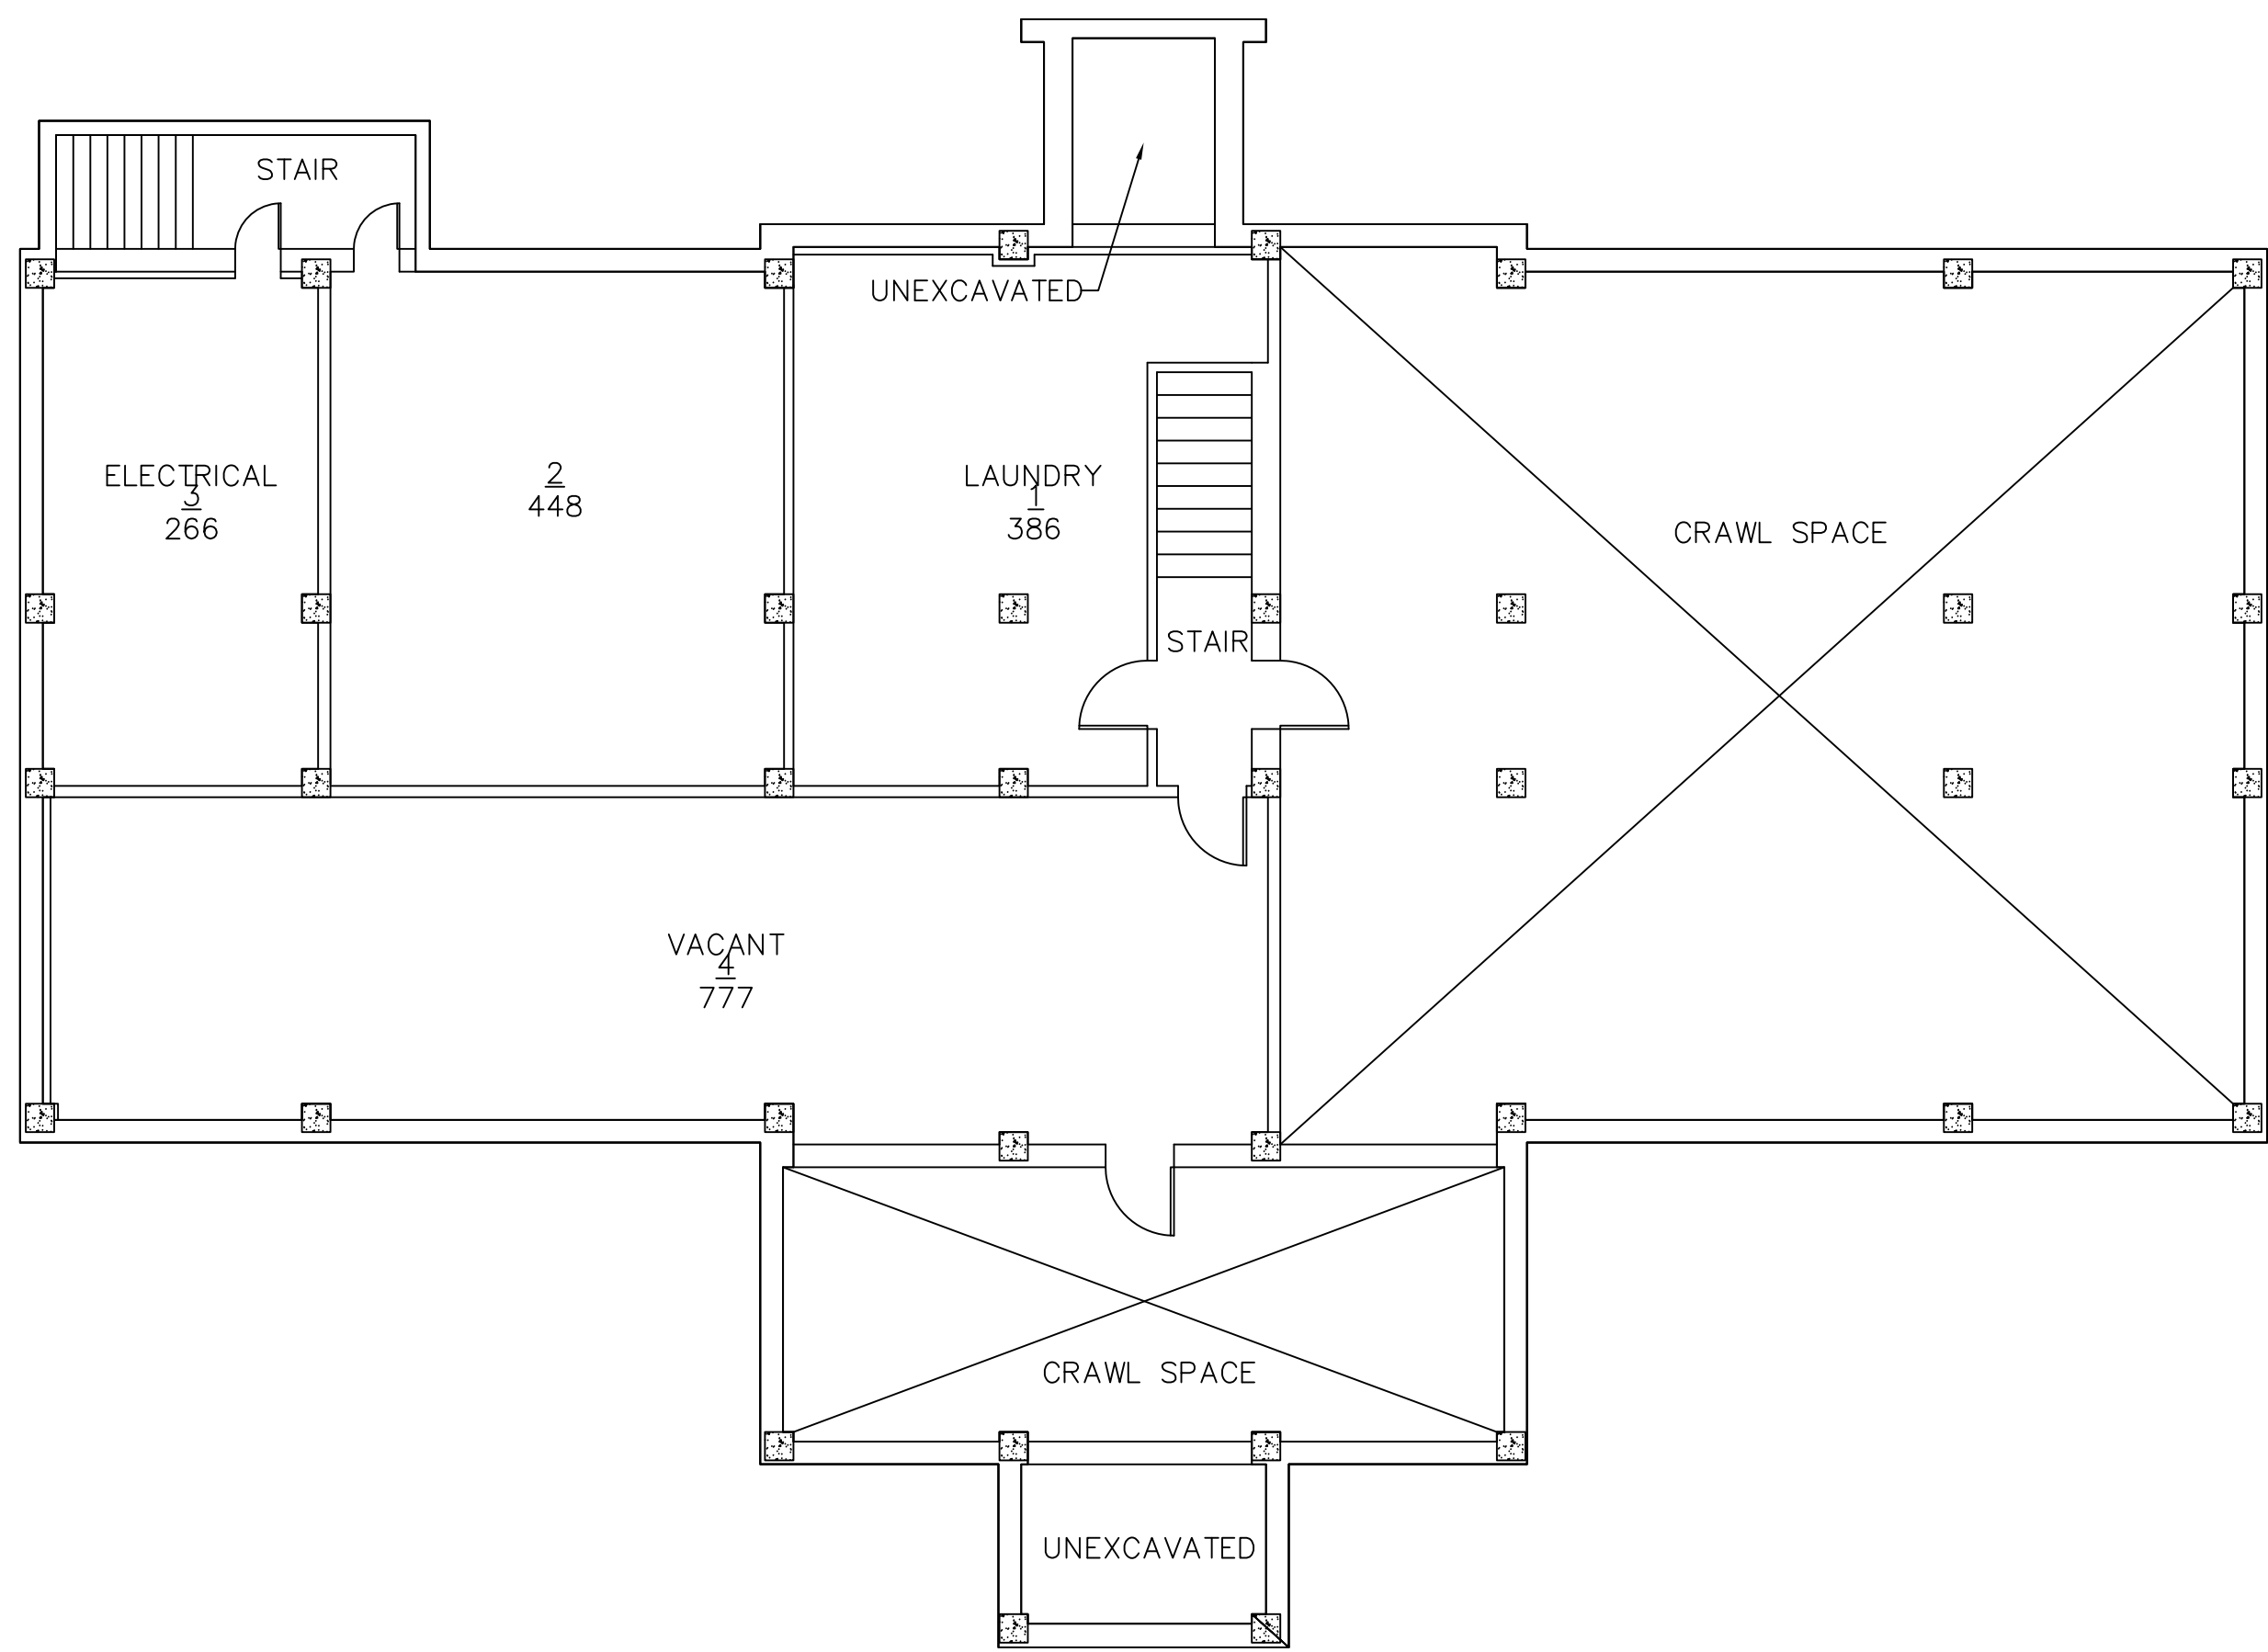 STAIR
UNEXCAVATED
ELECTRICAL
3
266
2
448
LAUNDRY
1
386
CRAWL SPACE
STAIR
VACANT
4
777
CRAWL SPACE
UNEXCAVATED